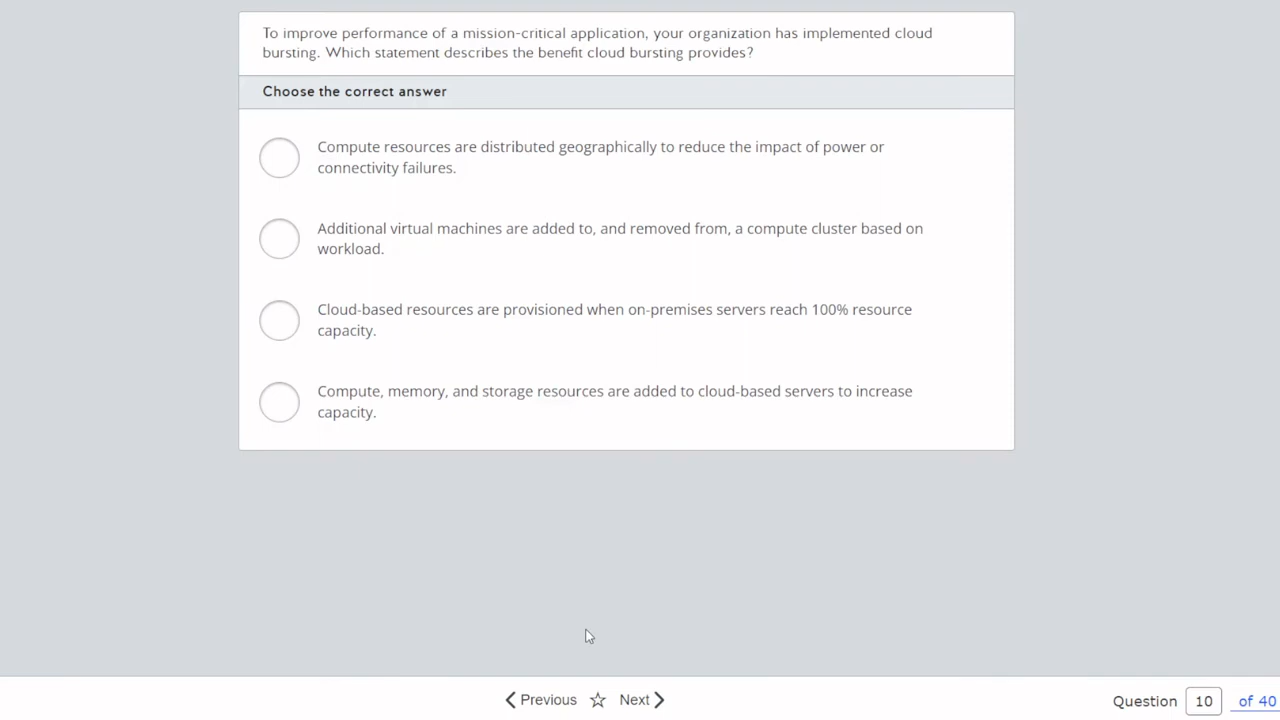 To improve performance of a mission-critical application, your organization has implemented cloud
bursting. Which statement describes the benefit cloud bursting provides?
Choose the correct answer
Compute resources are distributed geographically to reduce the impact of power or
connectivity failures.
Additional virtual machines are added to, and removed from, a compute cluster based on
workload.
Cloud-based resources are provisioned when on-premises servers reach 100% resource
capacity.
Compute, memory, and storage resources are added to cloud-based servers to increase
capacity.
Previous Next Question 10 of 40